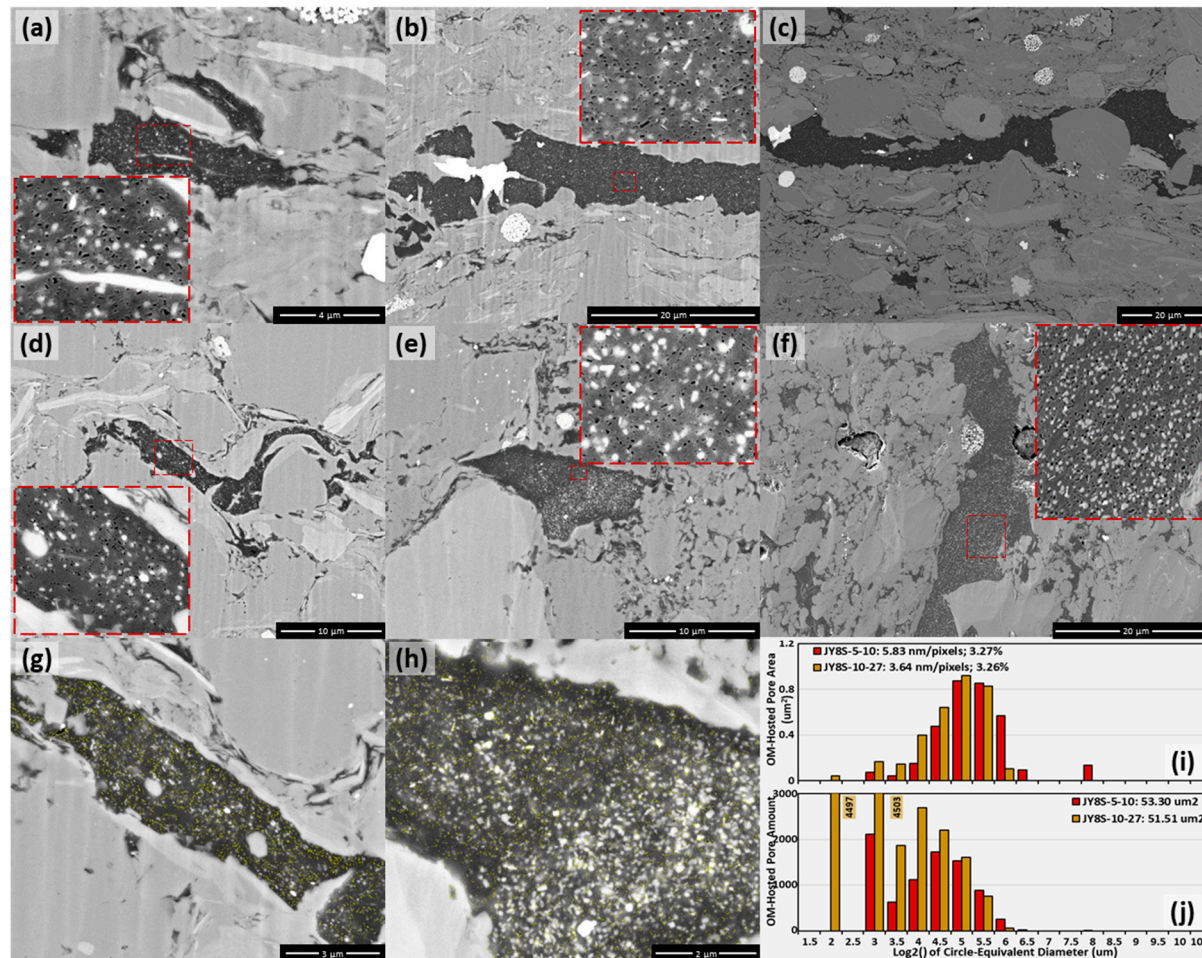 (a)
4 μm
(b)
20 μm
(c)
20 μm
(d)
10 μm
(e)
10 μm
(f)
20 μm
(g)
3 μm
(h)
2 μm
1.2
0.8
0.4
0
OM-Hosted Pore Area
(um²)
JY8S-5-10: 5.83 nm/pixels; 3.27%
JY8S-10-27: 3.64 nm/pixels; 3.26%
(i)
3000
2000
1000
0
OM-Hosted Pore Amount
4497
4503
JY8S-5-10: 53.30 um2
JY8S-10-27: 51.51 um2
(j)
1.5 2 2.5 3 3.5 4 4.5 5 5.5 6 6.5 7 7.5 8 8.5 9 9.5 10 10
Log2() of Circle-Equivalent Diameter (um)